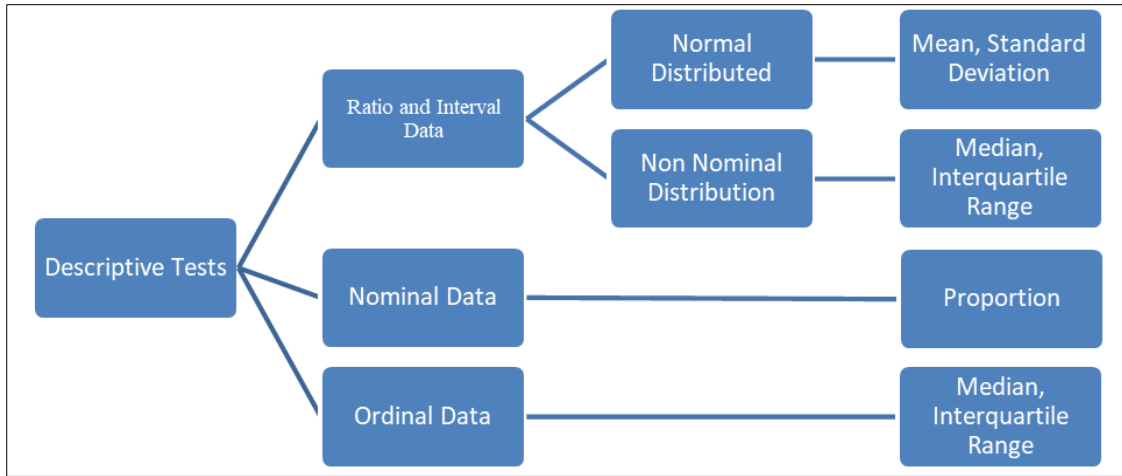 Normal
Distributed
Mean, Standard
Deviation
Ratio and Interval
Data
Non Nominal
Distribution
Median,
Interquartile
Range
Descriptive Tests
Nominal Data
Proportion
Ordinal Data
Median,
Interquartile
Range